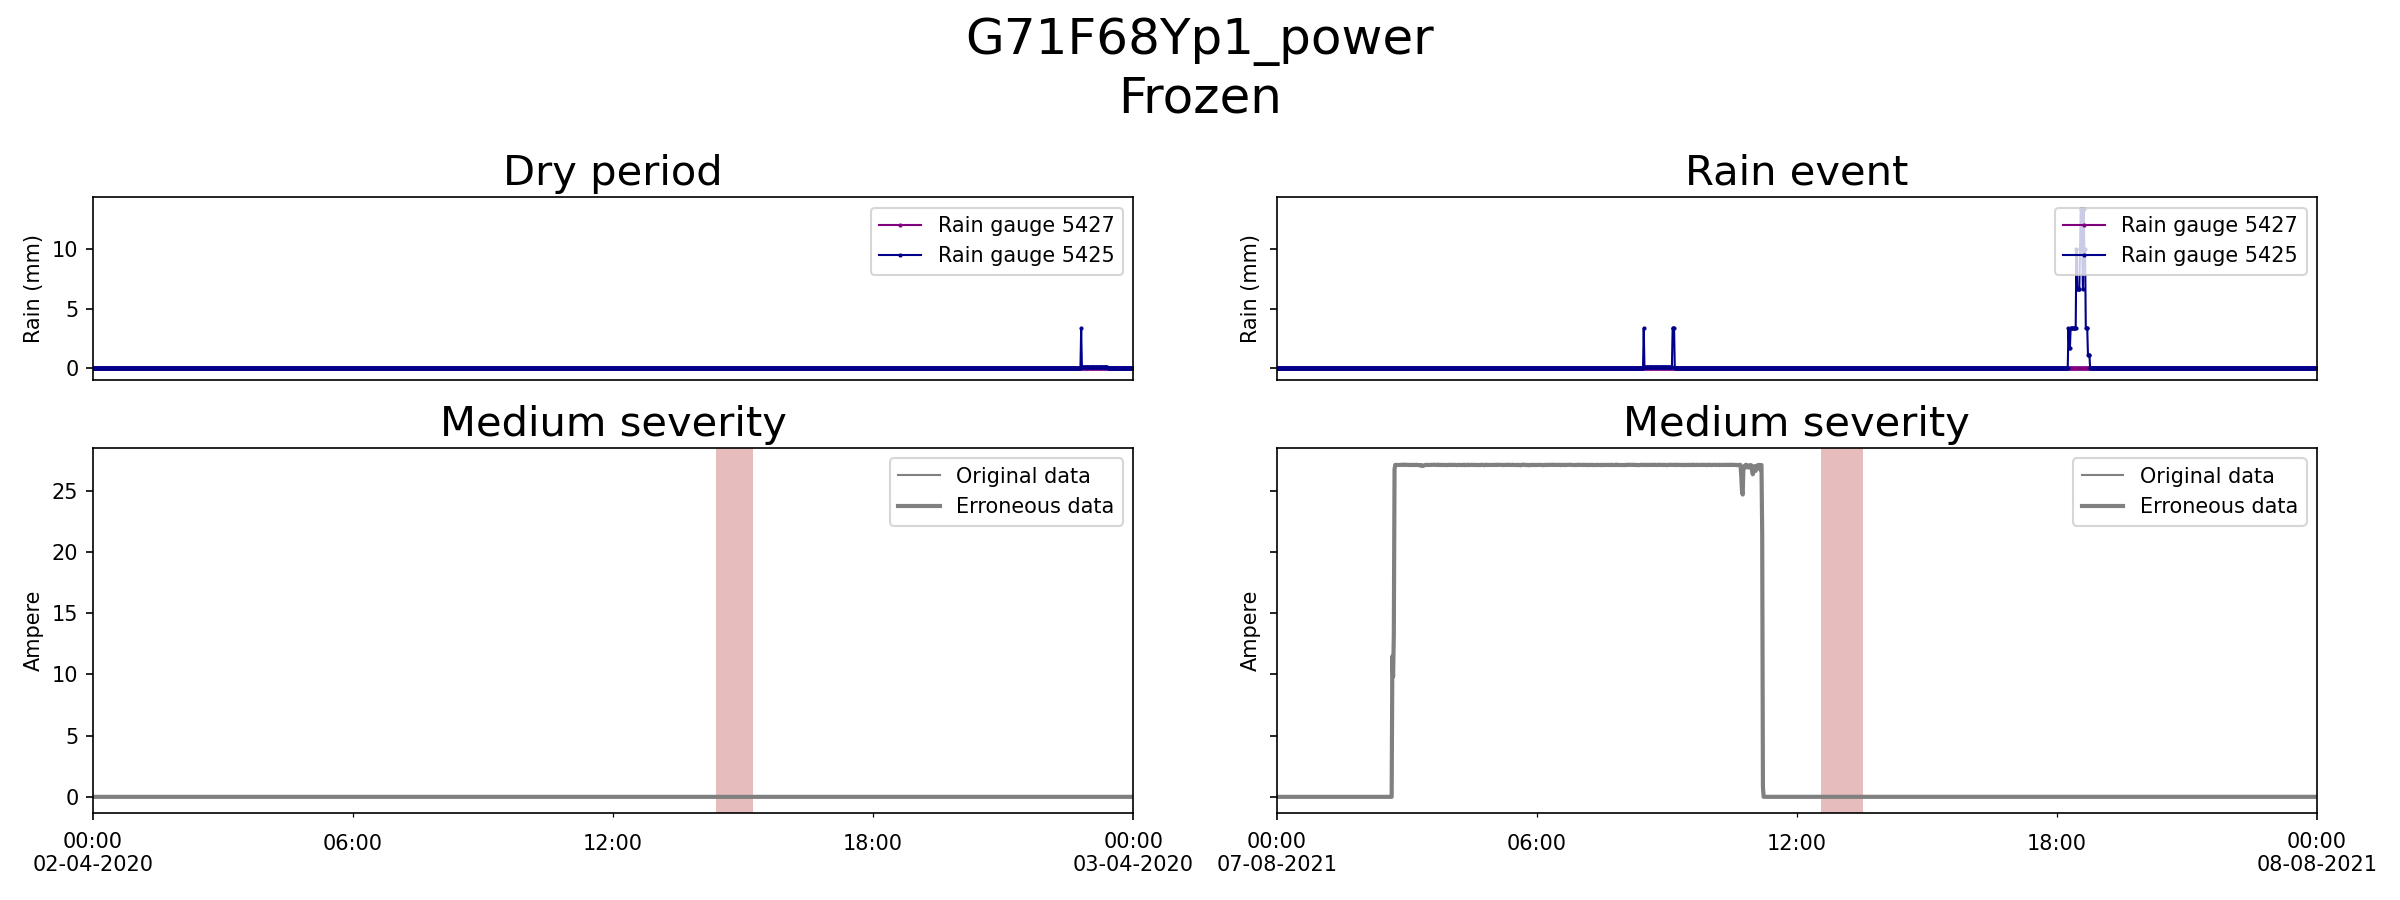 G71F68Yp1_power
Frozen
Dry period
Rain event
Rain (mm)
10
5
0
Rain gauge 5427
Rain gauge 5425
Rain (mm)
Rain gauge 5427
Rain gauge 5425
Medium severity
Medium severity
Ampere
25
20
15
10
5
0
Original data
Erroneous data
Ampere
Original data
Erroneous data
00:00
02-04-2020
06:00
12:00
18:00
00:00
03-04-2020
00:00
07-08-2021
06:00
12:00
18:00
00:00
08-08-2021